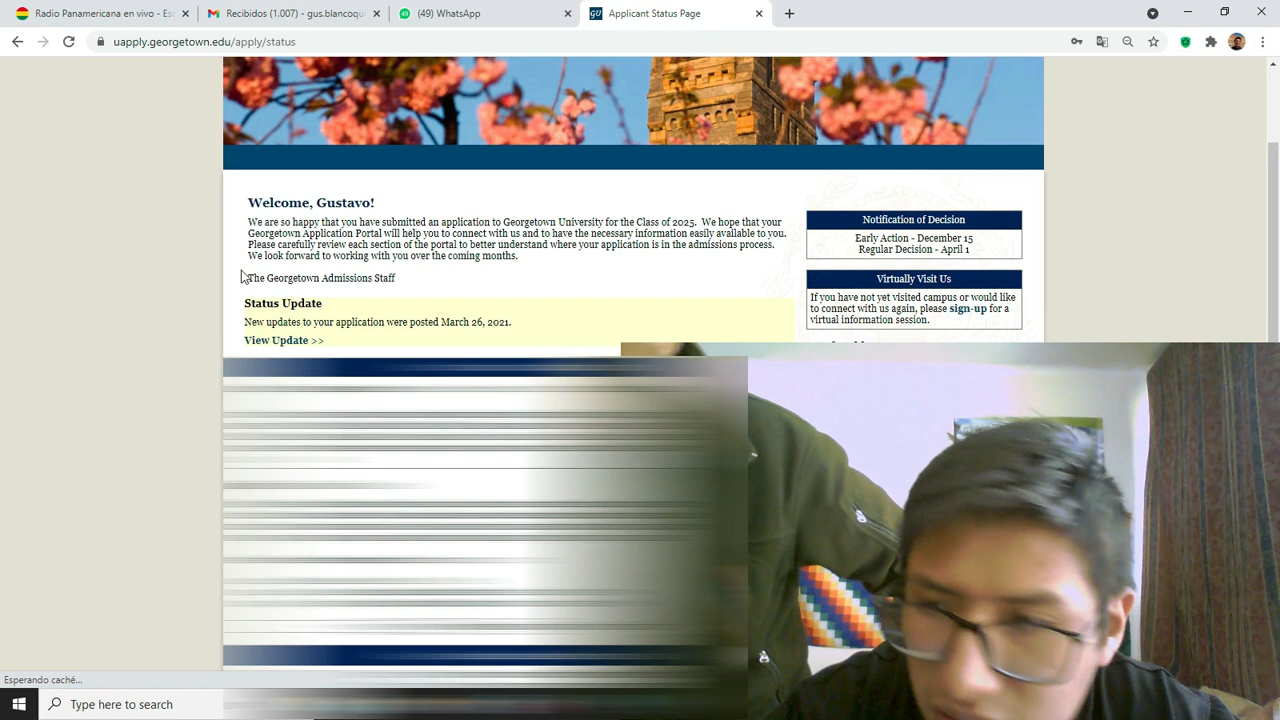 Radio Panamericana en vivo - Es
Recibidos (1.007) - gus.blancoqu
(49) WhatsApp
GU
Applicant Status Page
uapply.georgetown.edu/apply/status
Welcome, Gustavo!
We are so happy that you have submitted an application to Georgetown University for the Class of 2025. We hope that your
Georgetown Application Portal will help you to connect with us and to have the necessary information easily available to you.
Please carefully review each section of the portal to better understand where your application is in the admissions process.
We look forward to working with you over the coming months.
The Georgetown Admissions Staff
Status Update
New updates to your application were posted March 26, 2021.
View Update >>
Notification of Decision
Early Action - December 15
Regular Decision - April 1
Virtually Visit Us
If you have not yet visited campus or would like
to connect with us again, please sign-up for a
virtual information session.
Esperando caché...
Type here to search